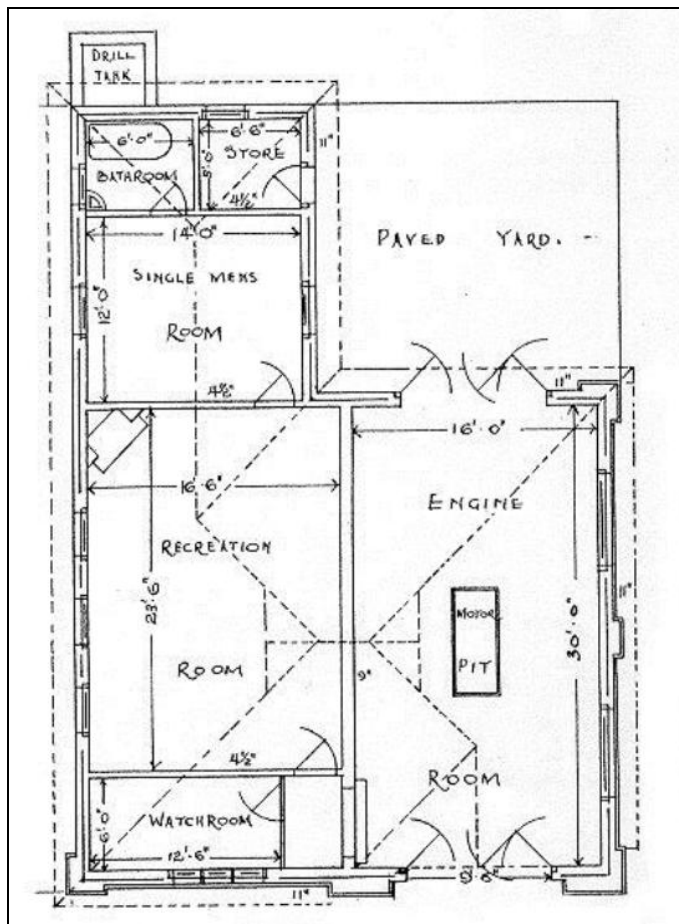 DRILL
TANK
6'·0"
BATHROOM
6'·6"
STORE
5'·0"
4½"
11"
14'·0"
SINGLE MENS
ROOM
12'·0"
4½"
PAVED YARD.
11"
16'·0"
ENGINE
MOTOR
PIT
30'·0"
11"
ROOM
16'·6"
RECREATION
ROOM
23'·6"
9"
4½"
WATCHROOM
6'·0"
12'·6"
11"